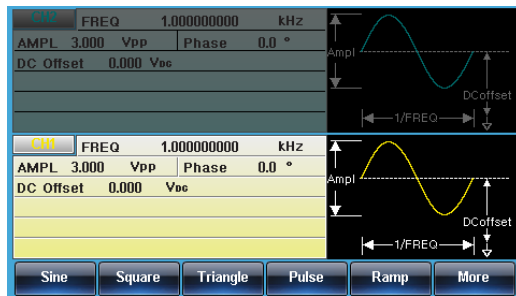 CH1 FREQ 1.000000000 kHz
AMPL 3.000 Vpp Phase 0.0 °
DC Offset 0.000 VDC
Ampl
DCoffset
1/FREQ
FREQ 1.000000000 kHz
AMPL 3.000 Vpp Phase 0.0 °
DC Offset 0.000 VDC
Ampl
DCoffset
1/FREQ
Sine Square Triangle Pulse Ramp More